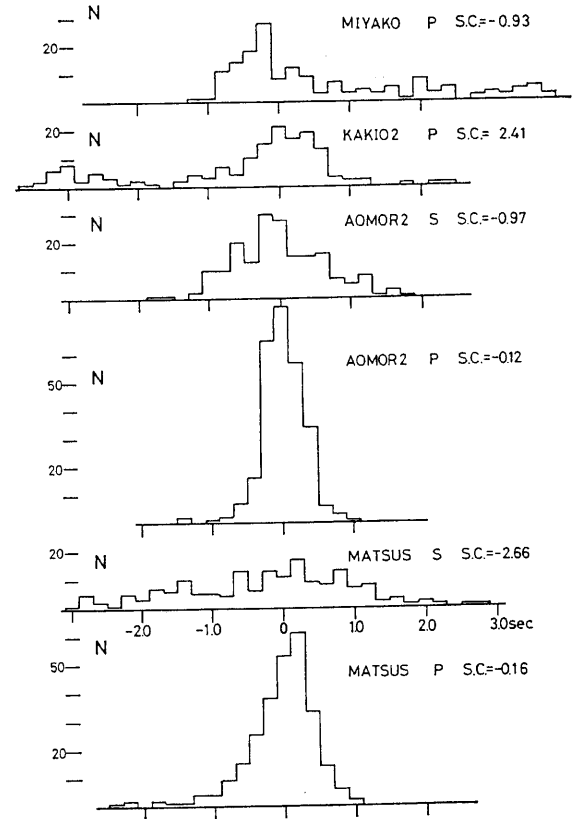 N
MIYAKO P S.C.=-0.93
20
N
KAKIO2 P S.C.= 2.41
20
N
AOMOR2 S S.C.=-0.97
20
N
AOMOR2 P S.C.=-0.12
50
20
N
MATSUS S S.C.=-2.66
20
-2.0 -1.0 0 1.0 2.0 3.0sec
N
MATSUS P S.C.=-0.16
50
20